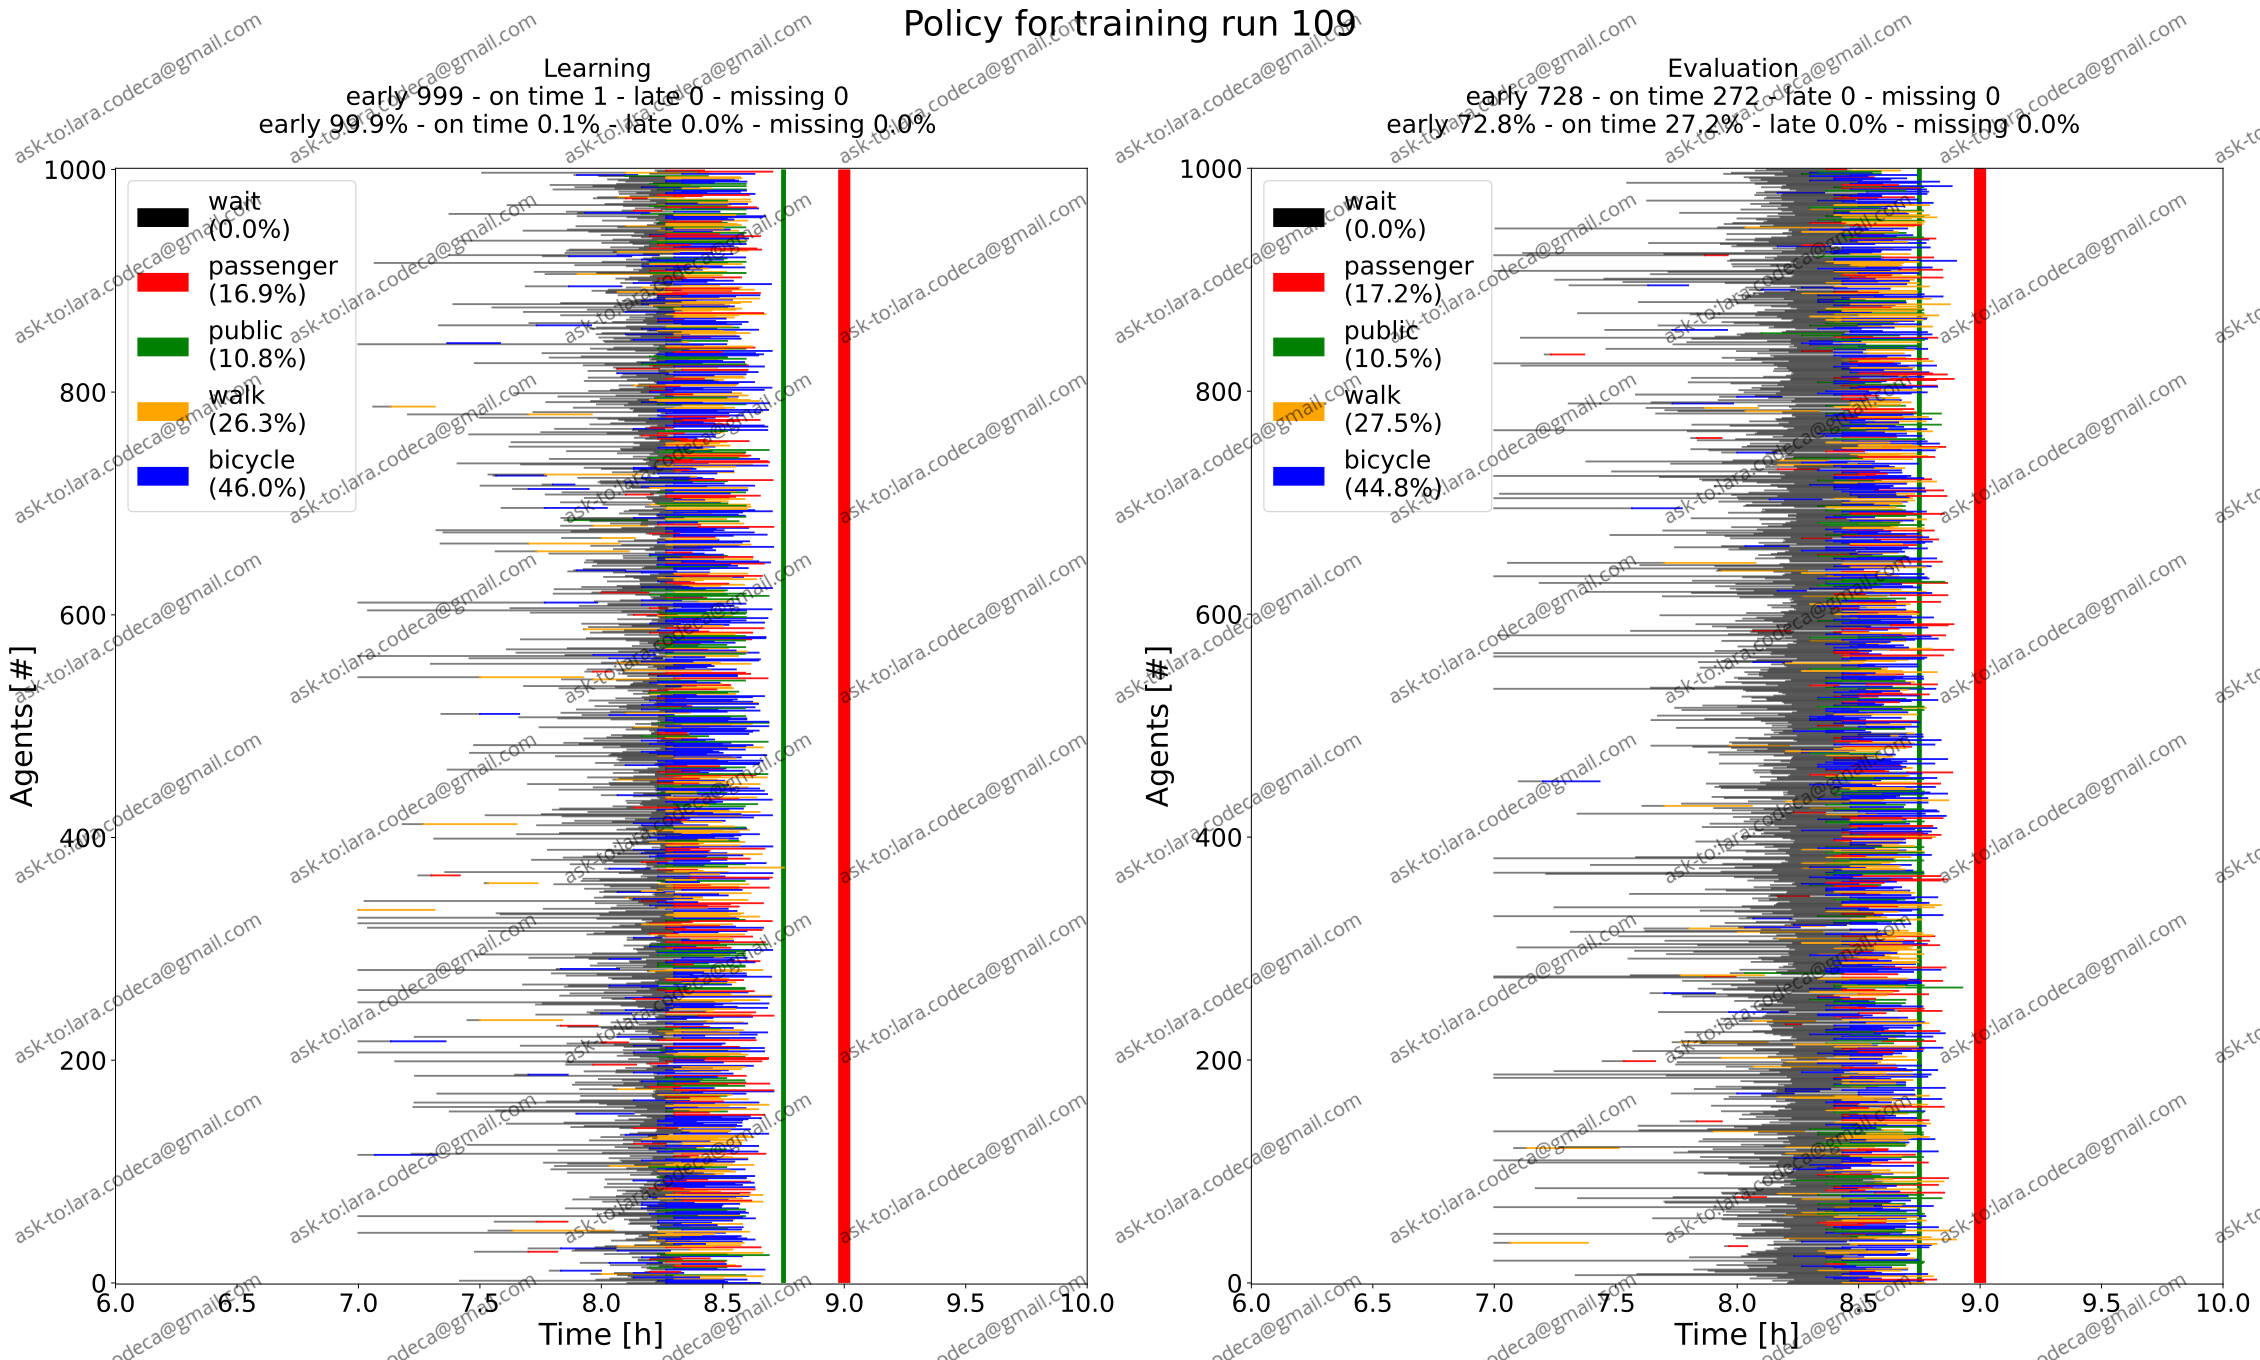 Policy for training run 109
Learning
early 999 - on time 1 - late 0 - missing 0
early 99.9% - on time 0.1% - late 0.0% - missing 0.0%
wait
(0.0%)
passenger
(16.9%)
public
(10.8%)
walk
(26.3%)
bicycle
(46.0%)
1000
800
600
400
200
0
Agents [#]
6.0 6.5 7.0 7.5 8.0 8.5 9.0 9.5 10.0
Time [h]
Evaluation
early 728 - on time 272 - late 0 - missing 0
early 72.8% - on time 27.2% - late 0.0% - missing 0.0%
wait
(0.0%)
passenger
(17.2%)
public
(10.5%)
walk
(27.5%)
bicycle
(44.8%)
1000
800
600
400
200
0
Agents [#]
6.0 6.5 7.0 7.5 8.0 8.5 9.0 9.5 10.0
Time [h]
ask-to:lara.codeca@gmail.com